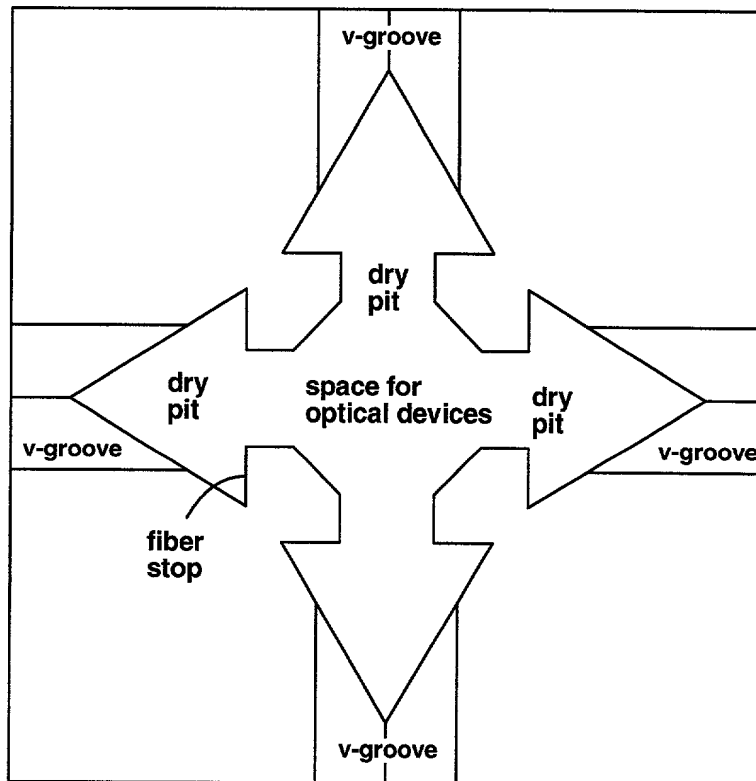 v-groove
dry
pit
dry
pit
space for
optical devices
dry
pit
v-groove
v-groove
fiber
stop
v-groove